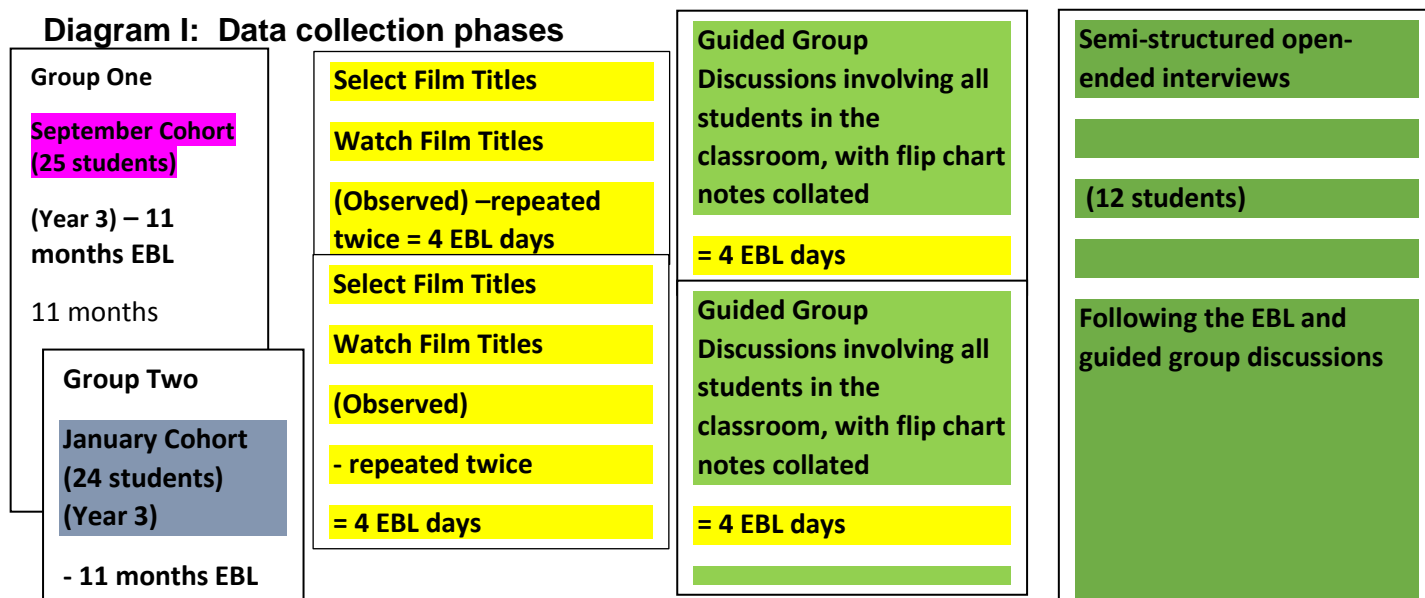 Diagram I: Data collection phases
Group One
September Cohort
(25 students)
(Year 3) – 11
months EBL
11 months
Group Two
January Cohort
(24 students)
(Year 3)
- 11 months EBL
Select Film Titles
Watch Film Titles
(Observed) –repeated
twice = 4 EBL days
Select Film Titles
Watch Film Titles
(Observed)
- repeated twice
= 4 EBL days
Guided Group
Discussions involving all
students in the
classroom, with flip chart
notes collated
= 4 EBL days
Guided Group
Discussions involving all
students in the
classroom, with flip chart
notes collated
= 4 EBL days
Semi-structured open-
ended interviews
(12 students)
Following the EBL and
guided group discussions